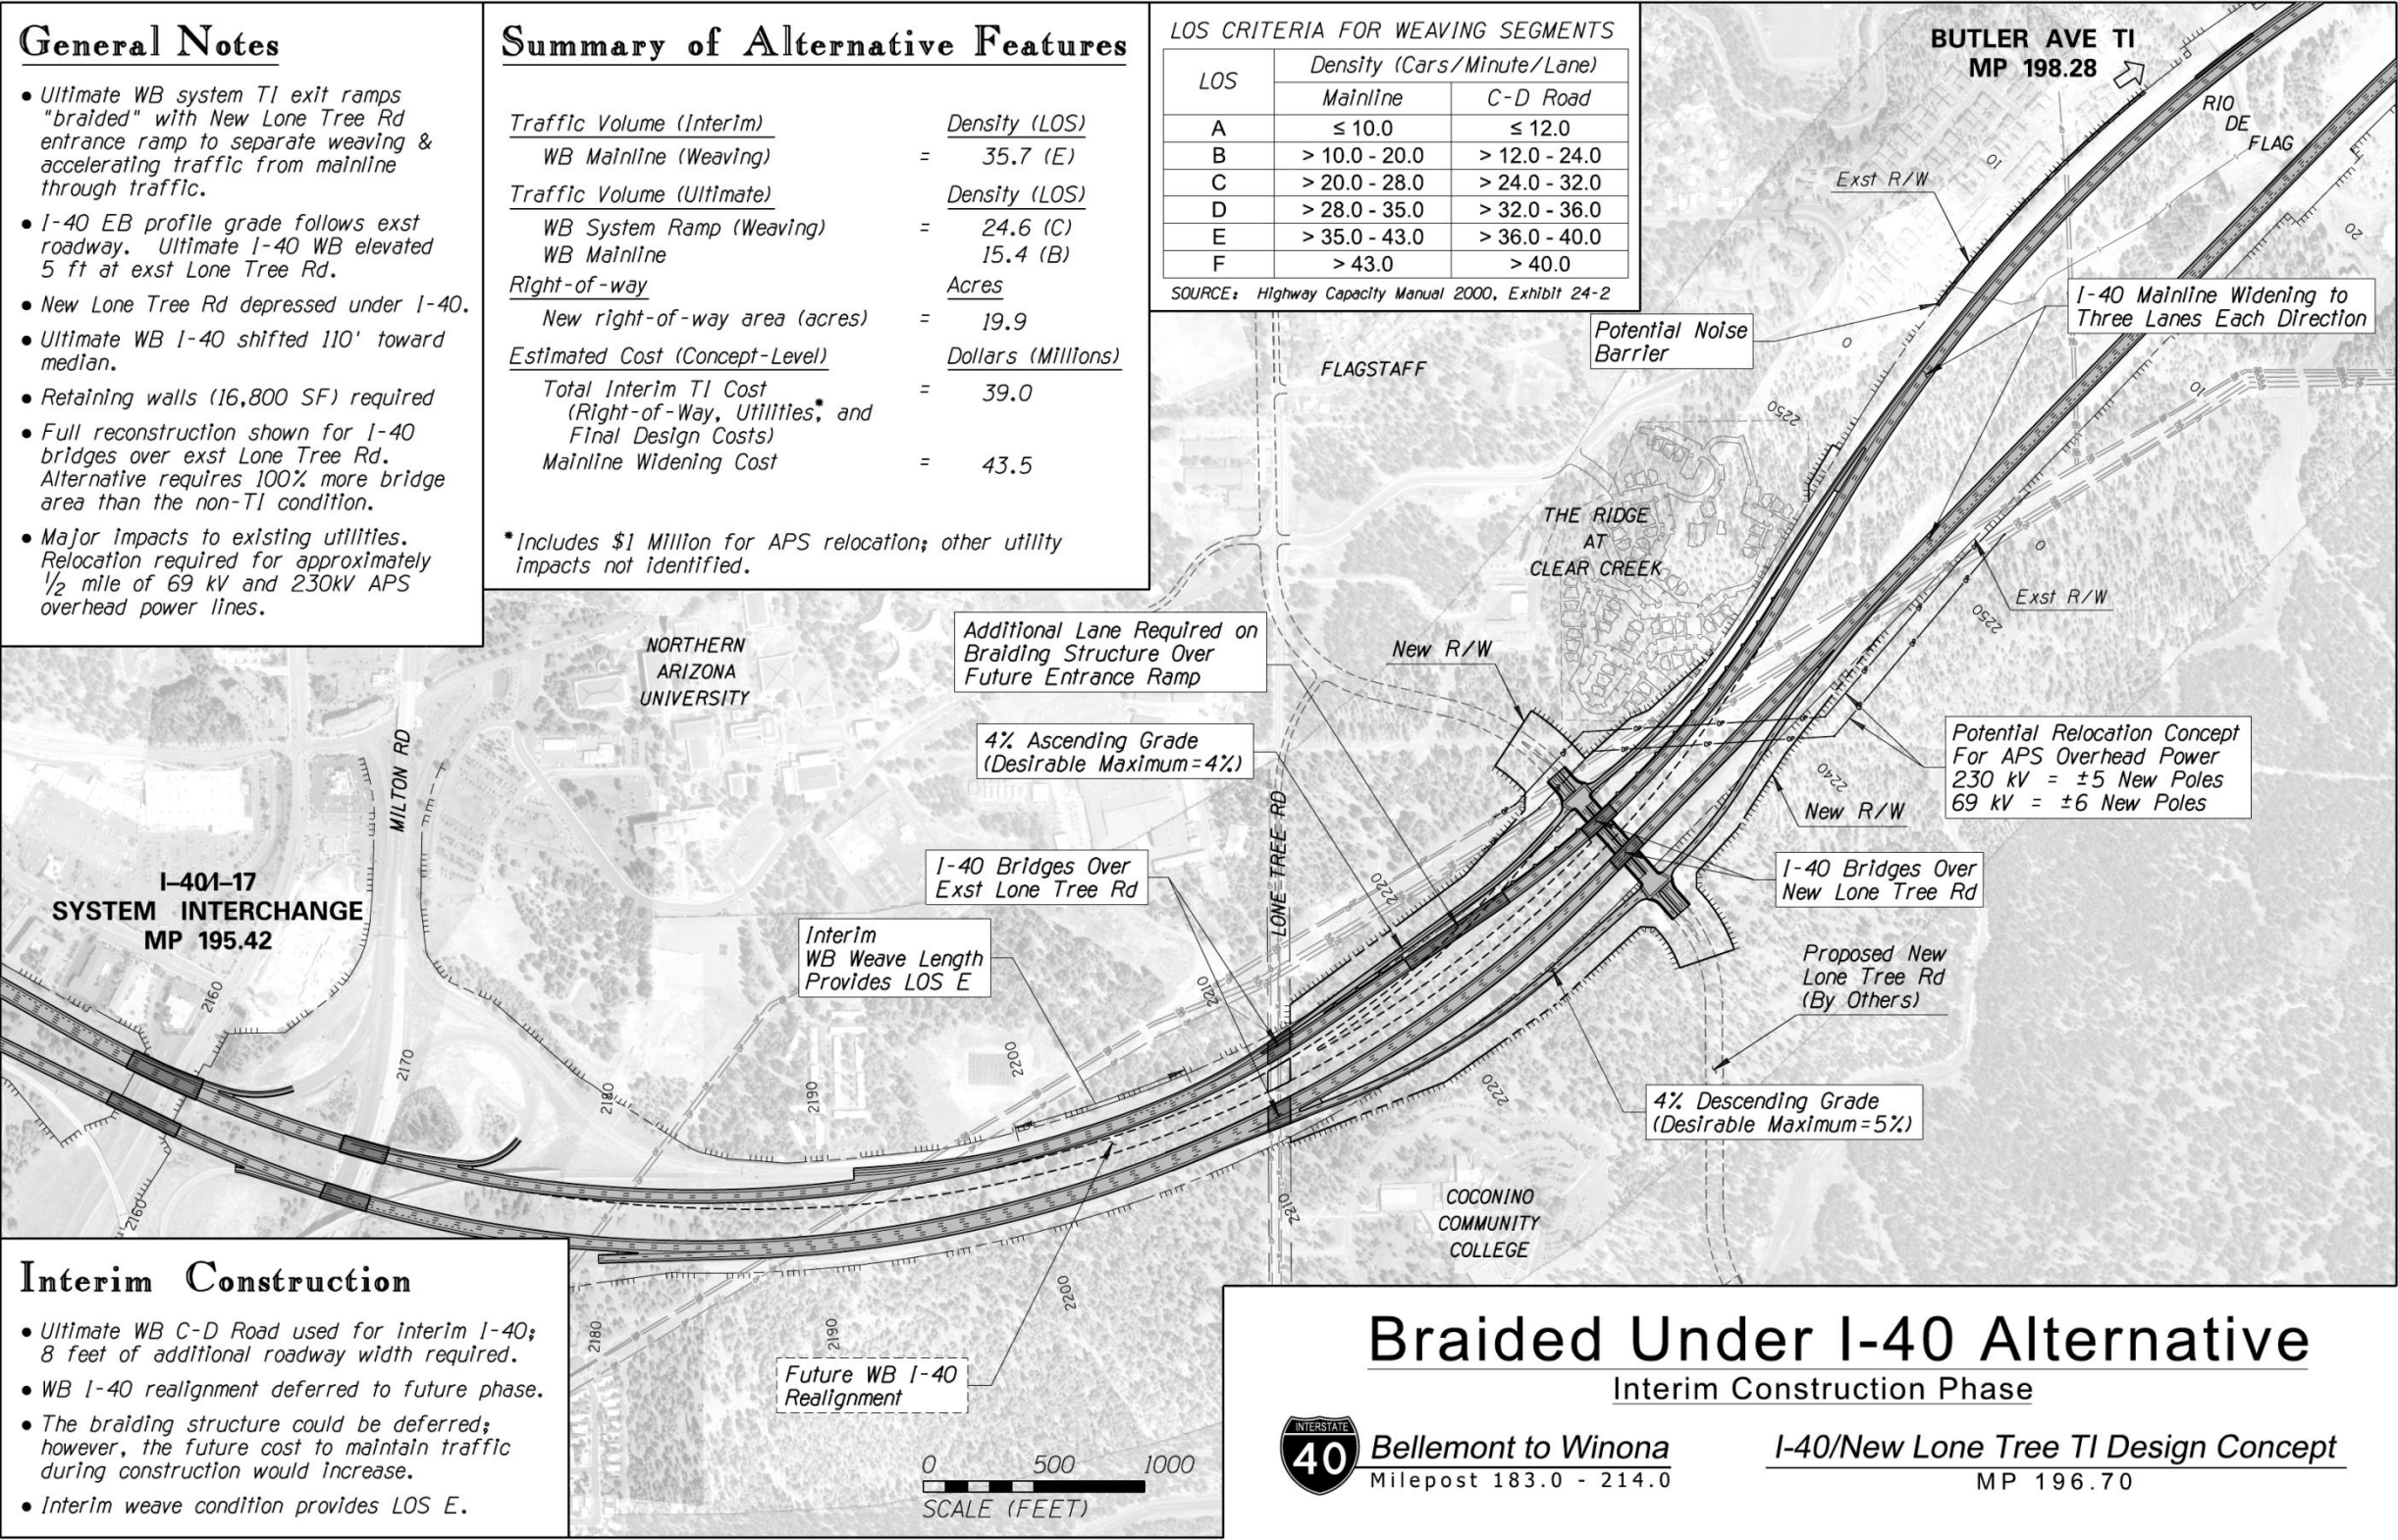 General Notes
• Ultimate WB system TI exit ramps
"braided" with New Lone Tree Rd
entrance ramp to separate weaving &
accelerating traffic from mainline
through traffic.
• I-40 EB profile grade follows exst
roadway. Ultimate I-40 WB elevated
5 ft at exst Lone Tree Rd.
• New Lone Tree Rd depressed under I-40.
• Ultimate WB I-40 shifted 110' toward
median.
• Retaining walls (16,800 SF) required
• Full reconstruction shown for I-40
bridges over exst Lone Tree Rd.
Alternative requires 100% more bridge
area than the non-TI condition.
• Major impacts to existing utilities.
Relocation required for approximately
1/2 mile of 69 kV and 230kV APS
overhead power lines.
Summary of Alternative Features
Traffic Volume (Interim) Density (LOS)
WB Mainline (Weaving) = 35.7 (E)
Traffic Volume (Ultimate) Density (LOS)
WB System Ramp (Weaving) = 24.6 (C)
WB Mainline 15.4 (B)
Right-of-way Acres
New right-of-way area (acres) = 19.9
Estimated Cost (Concept-Level) Dollars (Millions)
Total Interim TI Cost = 39.0
(Right-of-Way, Utilities*, and
Final Design Costs)
Mainline Widening Cost = 43.5
*Includes $1 Million for APS relocation; other utility
impacts not identified.
LOS CRITERIA FOR WEAVING SEGMENTS
LOS Density (Cars/Minute/Lane)
Mainline C-D Road
A ≤ 10.0 ≤ 12.0
B > 10.0 - 20.0 > 12.0 - 24.0
C > 20.0 - 28.0 > 24.0 - 32.0
D > 28.0 - 35.0 > 32.0 - 36.0
E > 35.0 - 43.0 > 36.0 - 40.0
F > 43.0 > 40.0
SOURCE: Highway Capacity Manual 2000, Exhibit 24-2
BUTLER AVE TI
MP 198.28
RIO
DE
FLAG
10
Exst R/W
20
I-40 Mainline Widening to
Three Lanes Each Direction
Potential Noise
Barrier
0
FLAGSTAFF
10
2250
THE RIDGE
AT
CLEAR CREEK
0
Exst R/W
2250
NORTHERN
ARIZONA
UNIVERSITY
Additional Lane Required on
Braiding Structure Over
Future Entrance Ramp
New R/W
4% Ascending Grade
(Desirable Maximum=4%)
Potential Relocation Concept
For APS Overhead Power
230 kV = ±5 New Poles
69 kV = ±6 New Poles
2240
New R/W
MILTON RD
LONE TREE RD
I-40 Bridges Over
Exst Lone Tree Rd
I-40 Bridges Over
New Lone Tree Rd
2220
I-40/I-17
SYSTEM INTERCHANGE
MP 195.42
Interim
WB Weave Length
Provides LOS E
Proposed New
Lone Tree Rd
(By Others)
2160
2210
2170
2200
2180
2190
2220
4% Descending Grade
(Desirable Maximum=5%)
2160
2210
COCONINO
COMMUNITY
COLLEGE
2200
2180
2190
Future WB I-40
Realignment
Interim Construction
• Ultimate WB C-D Road used for interim I-40;
8 feet of additional roadway width required.
• WB I-40 realignment deferred to future phase.
• The braiding structure could be deferred;
however, the future cost to maintain traffic
during construction would increase.
• Interim weave condition provides LOS E.
0 500 1000
SCALE (FEET)
Braided Under I-40 Alternative
Interim Construction Phase
INTERSTATE
40
Bellemont to Winona
Milepost 183.0 - 214.0
I-40/New Lone Tree TI Design Concept
MP 196.70